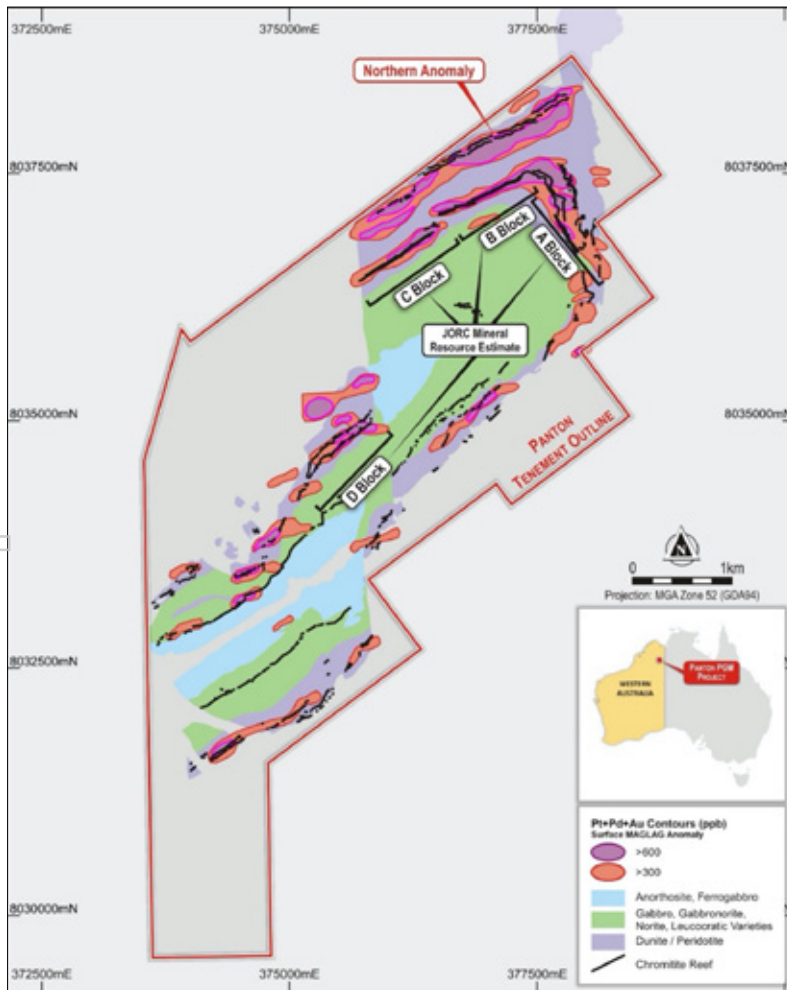 372500mE
375000mE
377500mE
Northern Anomaly
8037500mN
8037500mN
B Block
A Block
C Block
JORC Mineral
Resource Estimate
8035000mN
8035000mN
PANTON
TENEMENT OUTLINE
D Block
N
0
1km
Projection: MGA Zone 52 (GDA94)
8032500mN
WESTERN
AUSTRALIA
PANTON PGM
PROJECT
Pt+Pd+Au Contours (ppb)
Surface MAGLAG Anomaly
>600
>300
Anorthosite, Ferrogabbro
Gabbro, Gabbronorite,
Norite, Leucocratic Varieties
Dunite / Peridotite
Chromitite Reef
8030000mN
372500mE
375000mE
377500mE